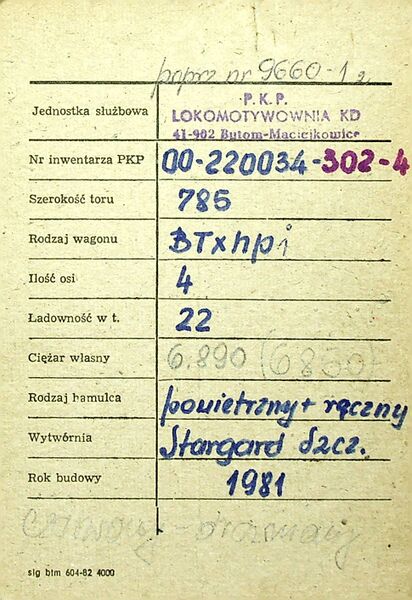 poprz nr 9660-1
Jednostka służbowa P.K.P.
LOKOMOTYWOWNIA KD
41-902 Bytom-Maciejkowice
Nr inwentarza PKP 00-220034-302-4
Szerokość toru 785
Rodzaj wagonu BTxhpi
Ilość osi 4
Ładowność w t. 22
Ciężar własny 6.890 (6850)
Rodzaj hamulca powietrzny + ręczny
Wytwórnia Stargard Szcz.
Rok budowy 1981
slg btm 604-82 4000